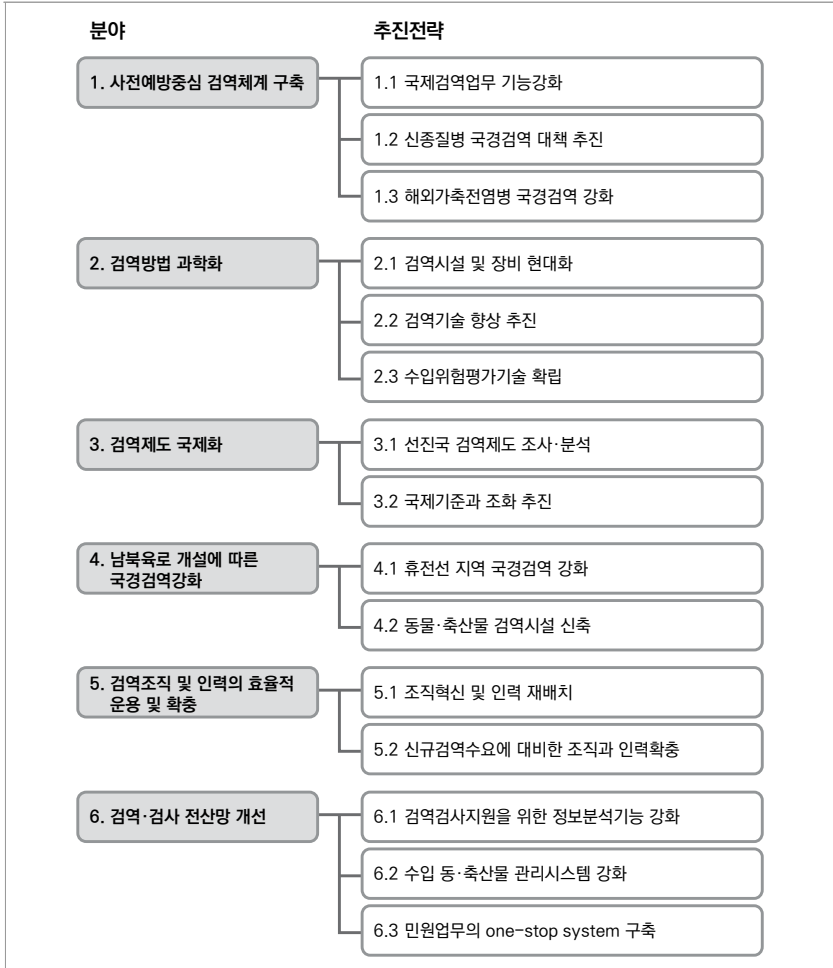 분야 추진전략
1. 사전예방중심 검역체계 구축
1.1 국제검역업무 기능강화
1.2 신종질병 국경검역 대책 추진
1.3 해외가축전염병 국경검역 강화
2. 검역방법 과학화
2.1 검역시설 및 장비 현대화
2.2 검역기술 향상 추진
2.3 수입위험평가기술 확립
3. 검역제도 국제화
3.1 선진국 검역제도 조사·분석
3.2 국제기준과 조화 추진
4. 남북육로 개설에 따른
국경검역강화
4.1 휴전선 지역 국경검역 강화
4.2 동물·축산물 검역시설 신축
5. 검역조직 및 인력의 효율적
운용 및 확충
5.1 조직혁신 및 인력 재배치
5.2 신규검역수요에 대비한 조직과 인력확충
6. 검역·검사 전산망 개선
6.1 검역검사지원을 위한 정보분석기능 강화
6.2 수입 동·축산물 관리시스템 강화
6.3 민원업무의 one-stop system 구축